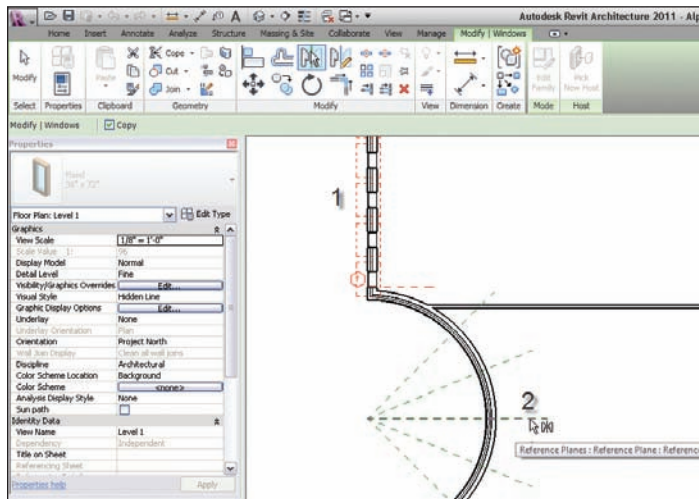 Autodesk Revit Architecture 2011 - Alp
Home Insert Annotate Analyze Structure Massing & Site Collaborate View Manage Modify | Windows
Modify Paste Cope Cut Join Edit Family Pick New Host
Select Properties Clipboard Geometry Modify View Dimension Create Mode Host
Modify | Windows Copy
Properties
Fixed
36" x 72"
Floor Plan: Level 1 Edit Type
Graphics
View Scale 1/8" = 1'-0"
Scale Value 1: 96
Display Model Normal
Detail Level Fine
Visibility/Graphics Overrides Edit...
Visual Style Hidden Line
Graphic Display Options Edit...
Underlay None
Underlay Orientation Plan
Orientation Project North
Wall Join Display Clean all wall joins
Discipline Architectural
Color Scheme Location Background
Color Scheme <none>
Analysis Display Style None
Sun path
Identity Data
View Name Level 1
Dependency Independent
Title on Sheet
Referencing Sheet
Properties help Apply
1
2
Reference Planes : Reference Plane : Reference